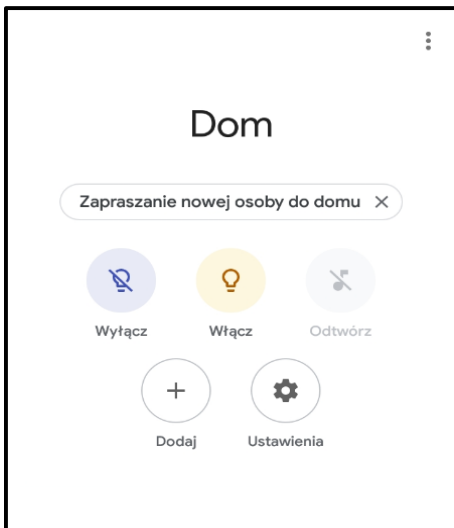 Dom
Zapraszanie nowej osoby do domu
Wyłącz Włącz Odtwórz
Dodaj Ustawienia